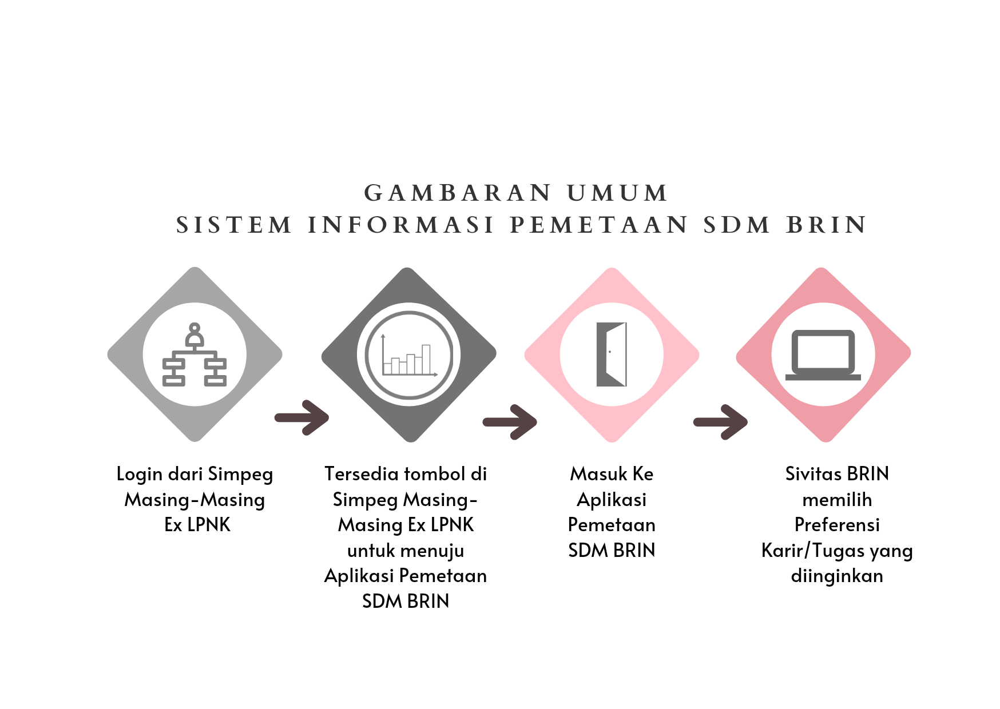 GAMBARAN UMUM
SISTEM INFORMASI PEMETAAN SDM BRIN
Login dari Simpeg
Masing-Masing
Ex LPNK
Tersedia tombol di
Simpeg Masing-
Masing Ex LPNK
untuk menuju
Aplikasi Pemetaan
SDM BRIN
Masuk Ke
Aplikasi
Pemetaan
SDM BRIN
Sivitas BRIN
memilih
Preferensi
Karir/Tugas yang
diinginkan